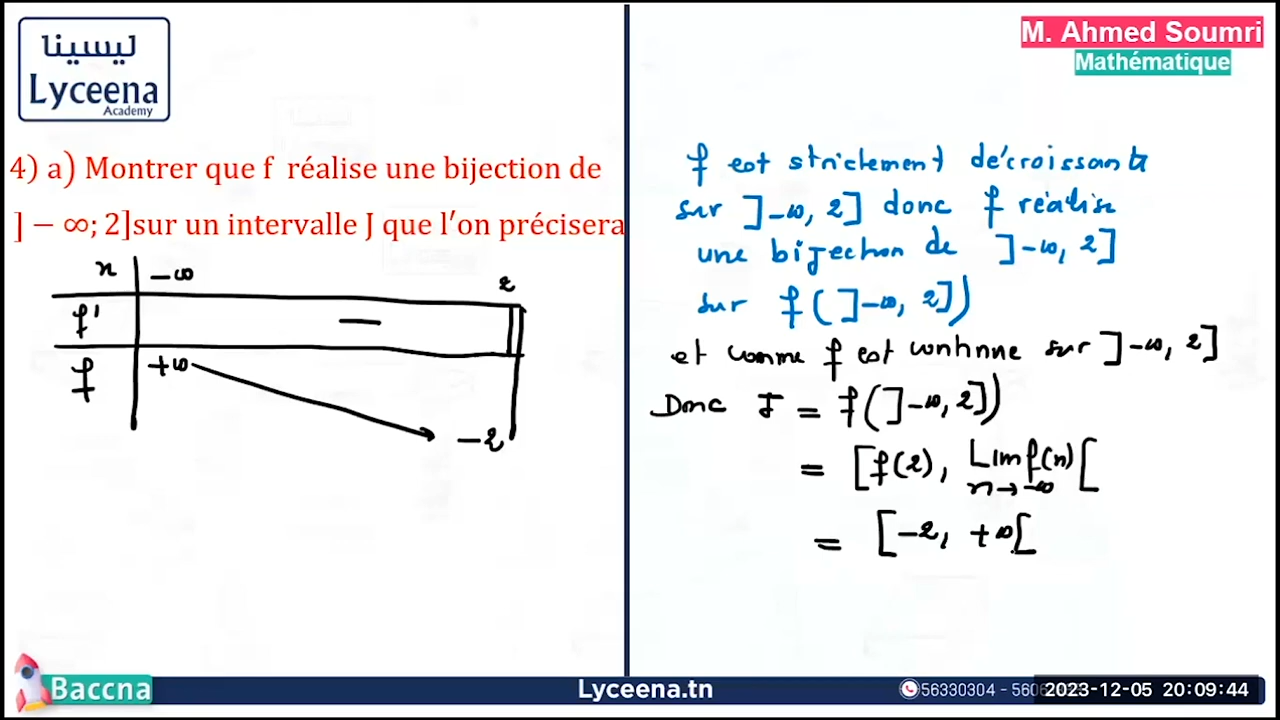 ليسينا
Lyceena
Academy
M. Ahmed Soumri
Mathématique
4) a) Montrer que f réalise une bijection de
]−∞; 2]sur un intervalle J que l'on précisera
x −∞ 2
f' −
f +∞ −2
f est strictement décroissante
sur ]-∞, 2] donc f réalise
une bijection de ]-∞, 2]
sur f(]-∞, 2])
et comme f est continue sur ]-∞, 2]
Donc J = f(]-∞, 2])
= [f(2), Lim f(x)[
x→-∞
= [-2, +∞[
Baccna
Lyceena.tn
56330304 - 5606
2023-12-05 20:09:44